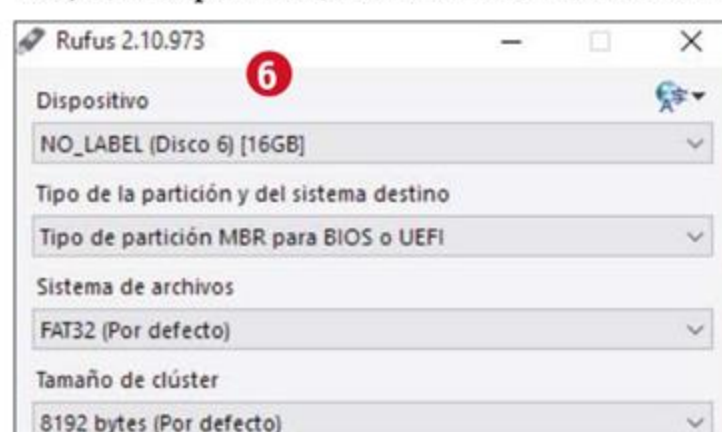 Rufus 2.10.973
6
Dispositivo
NO_LABEL (Disco 6) [16GB]
Tipo de la partición y del sistema destino
Tipo de partición MBR para BIOS o UEFI
Sistema de archivos
FAT32 (Por defecto)
Tamaño de clúster
8192 bytes (Por defecto)